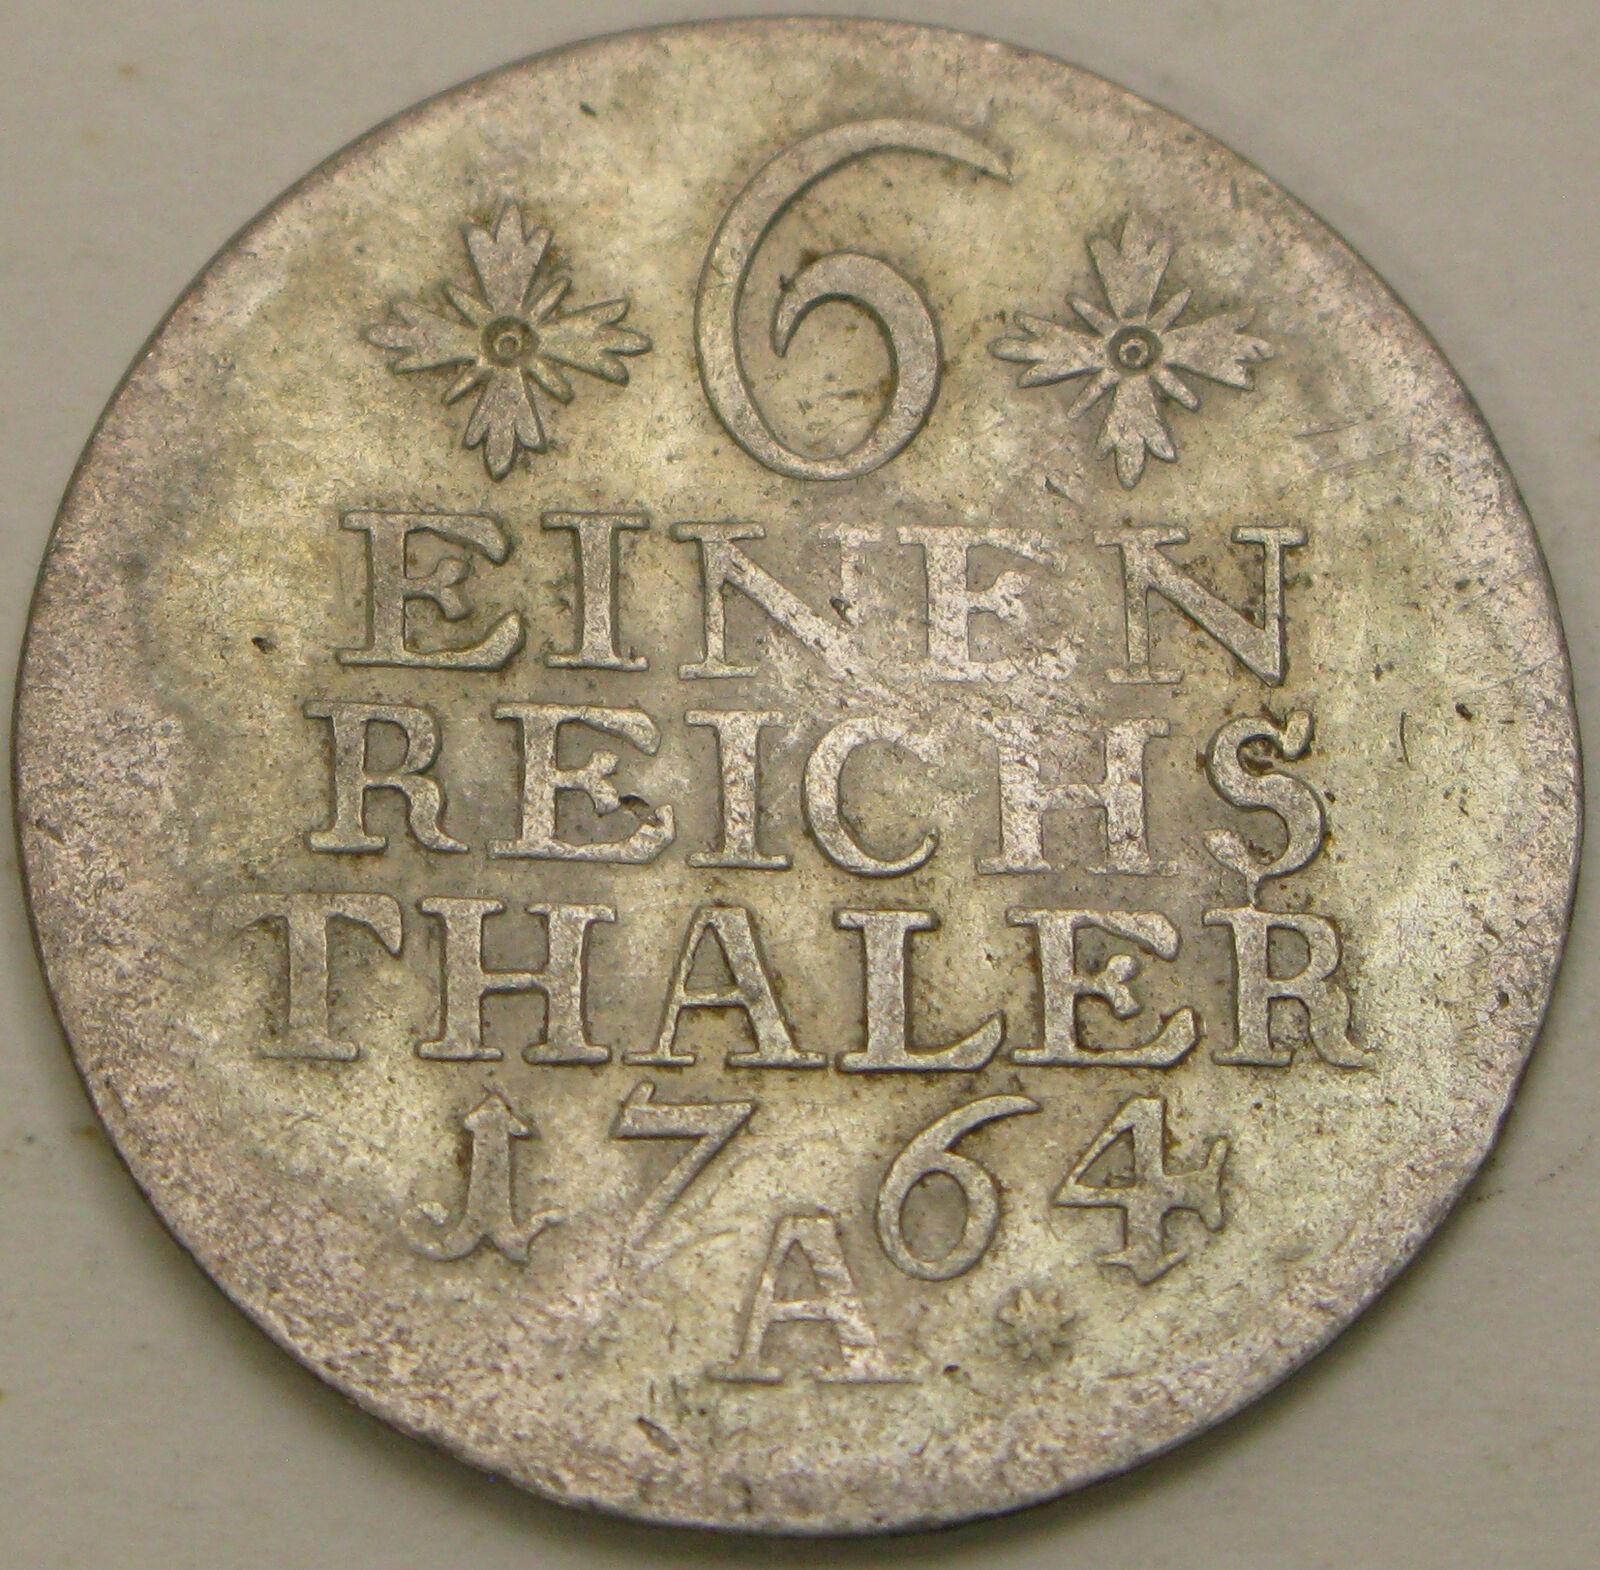 6
EINEN
REICHS
THALER
1764
A